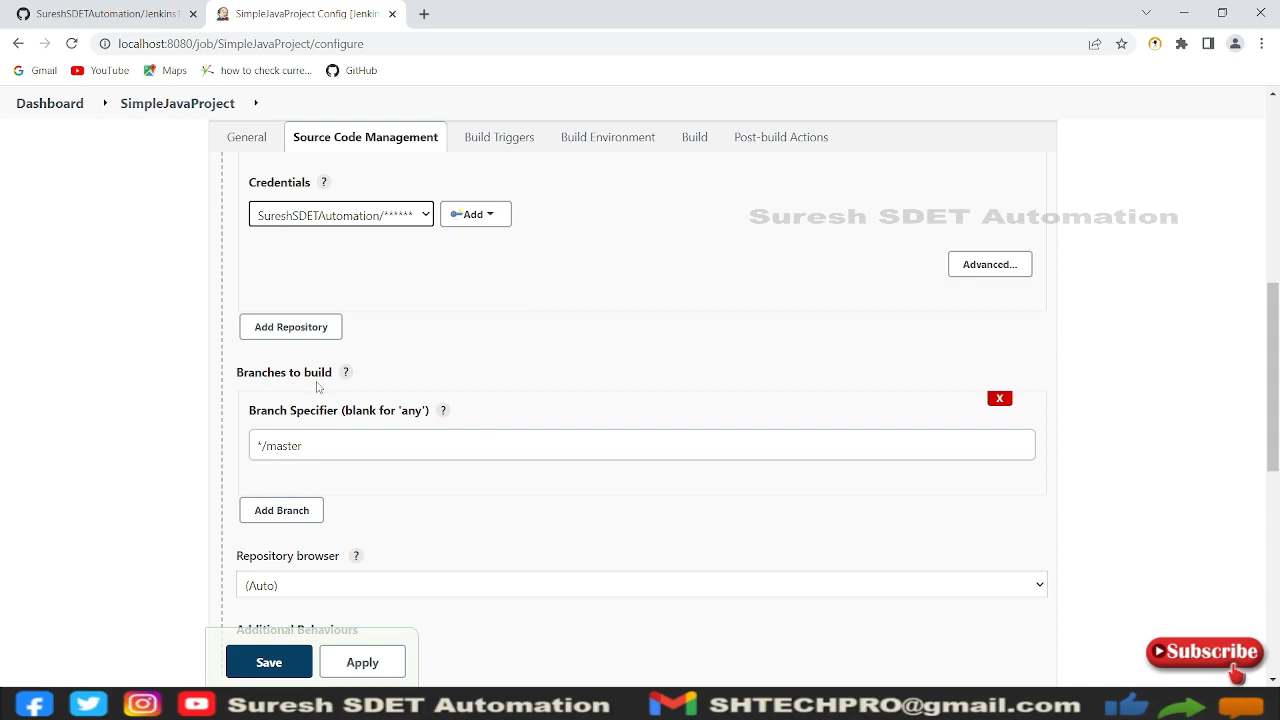 SureshSDETAutomation/Jenkins1
SimpleJavaProject Config [Jenkin
localhost:8080/job/SimpleJavaProject/configure
Gmail
YouTube
Maps
how to check curre...
GitHub
Dashboard
SimpleJavaProject
General
Source Code Management
Build Triggers
Build Environment
Build
Post-build Actions
Credentials ?
SureshSDETAutomation/******
Add
Suresh SDET Automation
Advanced...
Add Repository
Branches to build ?
X
Branch Specifier (blank for 'any') ?
*/master
Add Branch
Repository browser ?
(Auto)
Additional Behaviours
Save
Apply
Subscribe
Suresh SDET Automation
SHTECHPRO@gmail.com